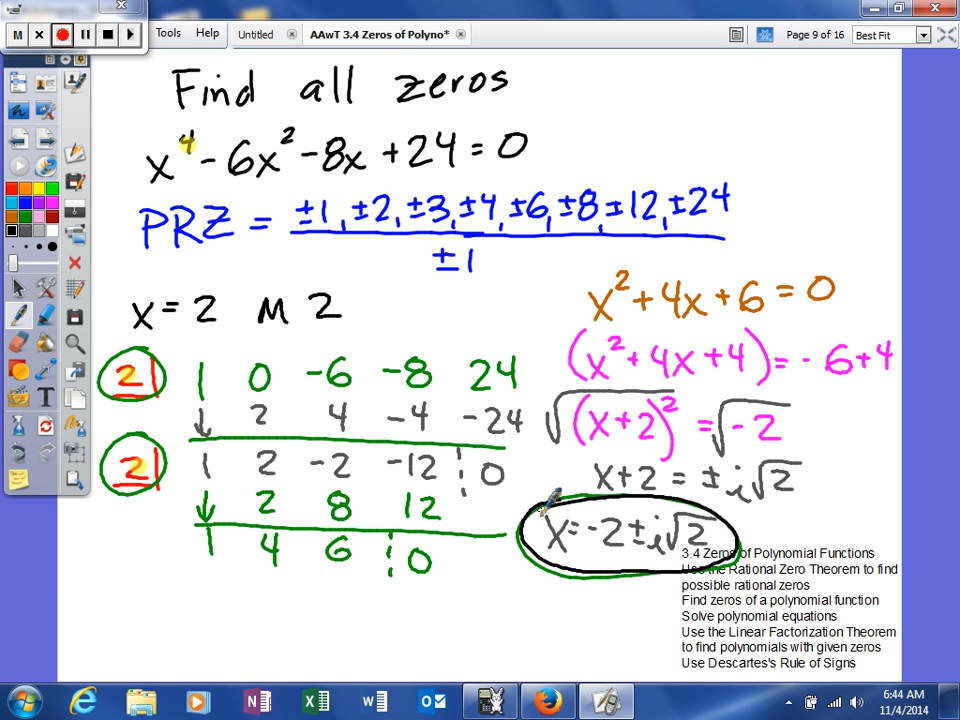 M
Tools Help Untitled AAwT 3.4 Zeros of Polyno*
Page 9 of 16 Best Fit
Find all zeros
x⁴ - 6x² - 8x + 24 = 0
PRZ = ±1, ±2, ±3, ±4, ±6, ±8, ±12, ±24
±1
x = 2 M 2
2| 1 0 -6 -8 24
↓ 2 4 -4 -24
2| 1 2 -2 -12 ¦ 0
↓ 2 8 12
1 4 6 ¦ 0
x² + 4x + 6 = 0
(x² + 4x + 4) = -6 + 4
√(x + 2)² = √-2
x + 2 = ± i√2
x = -2 ± i√2
3.4 Zeros of Polynomial Functions
Use the Rational Zero Theorem to find
possible rational zeros
Find zeros of a polynomial function
Solve polynomial equations
Use the Linear Factorization Theorem
to find polynomials with given zeros
Use Descartes's Rule of Signs
6:44 AM
11/4/2014